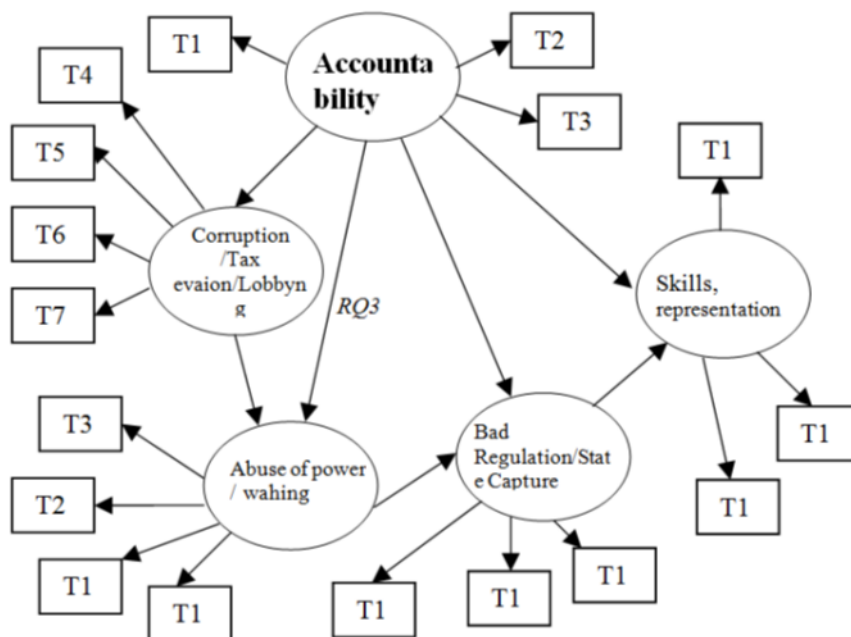 T1
Accounta
bility
T2
T4
T3
T5
T1
T6
Corruption
/Tax
evaion/Lobbyn
g
T7
RQ3
Skills,
representation
T3
Abuse of power
/ wahing
Bad
Regulation/Stat
e Capture
T1
T2
T1
T1
T1
T1
T1
T1